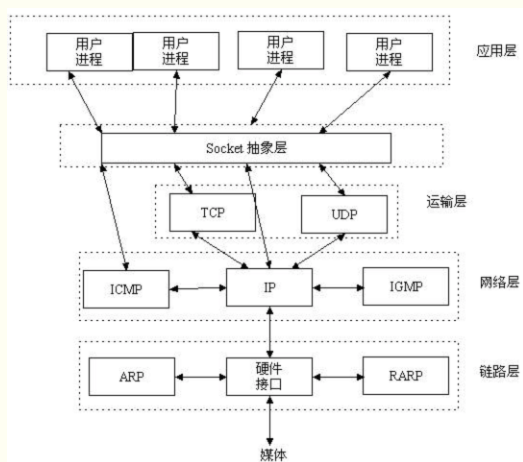 用户
进程
用户
进程
用户
进程
用户
进程
应用层
Socket 抽象层
TCP
UDP
运输层
ICMP
IP
IGMP
网络层
ARP
硬件
接口
RARP
链路层
媒体